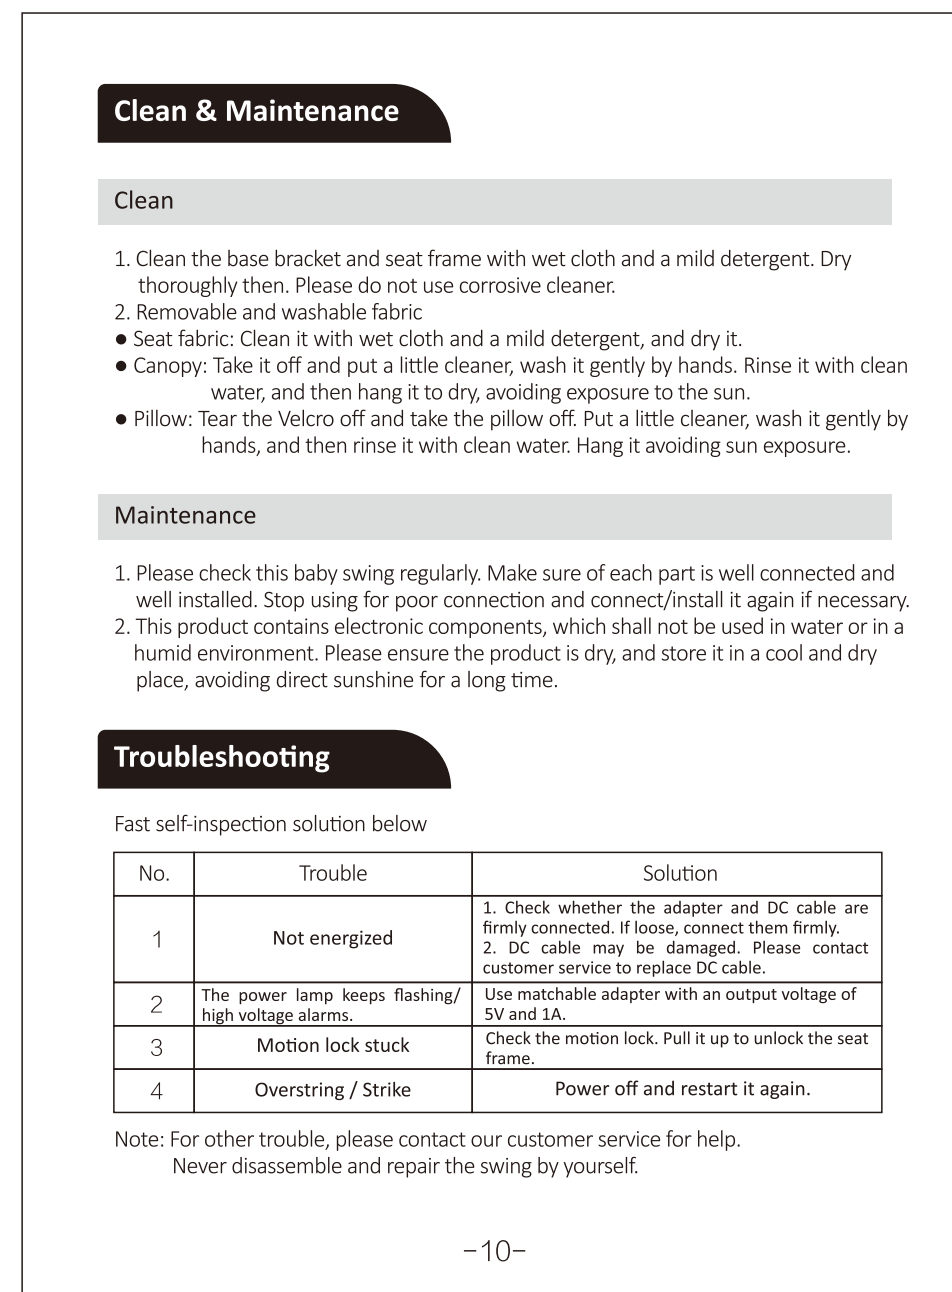 Clean & Maintenance
Clean
1. Clean the base bracket and seat frame with wet cloth and a mild detergent. Dry
thoroughly then. Please do not use corrosive cleaner.
2. Removable and washable fabric
● Seat fabric: Clean it with wet cloth and a mild detergent, and dry it.
● Canopy: Take it off and put a little cleaner, wash it gently by hands. Rinse it with clean
water, and then hang it to dry, avoiding exposure to the sun.
● Pillow: Tear the Velcro off and take the pillow off. Put a little cleaner, wash it gently by
hands, and then rinse it with clean water. Hang it avoiding sun exposure.
Maintenance
1. Please check this baby swing regularly. Make sure of each part is well connected and
well installed. Stop using for poor connection and connect/install it again if necessary.
2. This product contains electronic components, which shall not be used in water or in a
humid environment. Please ensure the product is dry, and store it in a cool and dry
place, avoiding direct sunshine for a long time.
Troubleshooting
Fast self-inspection solution below
No. Trouble Solution
1 Not energized
1. Check whether the adapter and DC cable are
firmly connected. If loose, connect them firmly.
2. DC cable may be damaged. Please contact
customer service to replace DC cable.
2
The power lamp keeps flashing/
high voltage alarms.
Use matchable adapter with an output voltage of
5V and 1A.
3 Motion lock stuck
Check the motion lock. Pull it up to unlock the seat
frame.
4 Overstring / Strike Power off and restart it again.
Note: For other trouble, please contact our customer service for help.
Never disassemble and repair the swing by yourself.
-10-